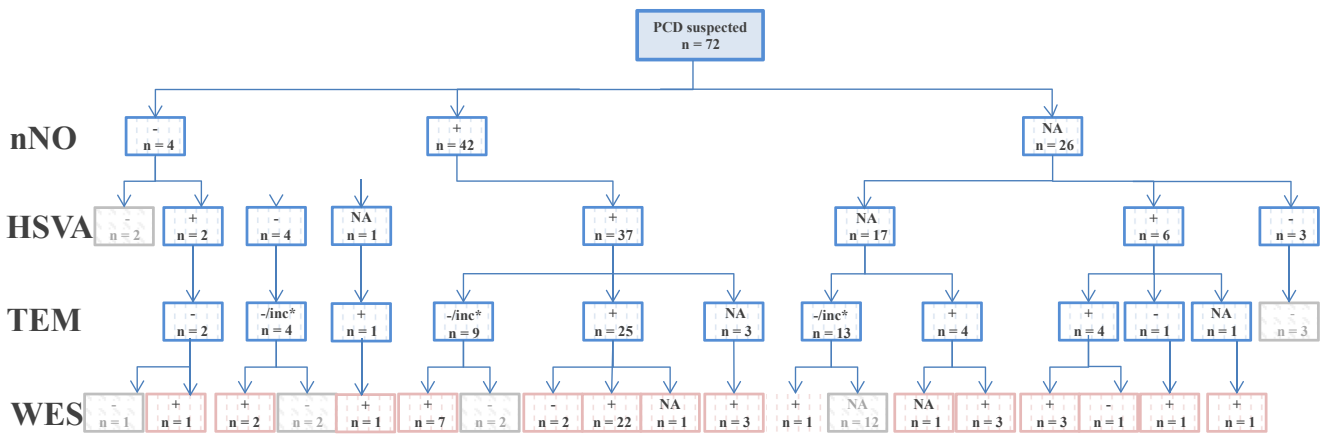 PCD suspected
n = 72
nNO
-
n = 4
+
n = 42
NA
n = 26
HSVA
-
n = 2
+
n = 2
-
n = 4
NA
n = 1
+
n = 37
NA
n = 17
+
n = 6
-
n = 3
TEM
-
n = 2
-/inc*
n = 4
+
n = 1
-/inc*
n = 9
+
n = 25
NA
n = 3
-/inc*
n = 13
+
n = 4
+
n = 4
-
n = 1
NA
n = 1
-
n = 3
WES
-
n = 1
+
n = 1
+
n = 2
-
n = 2
+
n = 1
+
n = 7
-
n = 2
-
n = 2
+
n = 22
NA
n = 1
+
n = 3
+
n = 1
NA
n = 12
NA
n = 1
+
n = 3
+
n = 3
-
n = 1
+
n = 1
+
n = 1